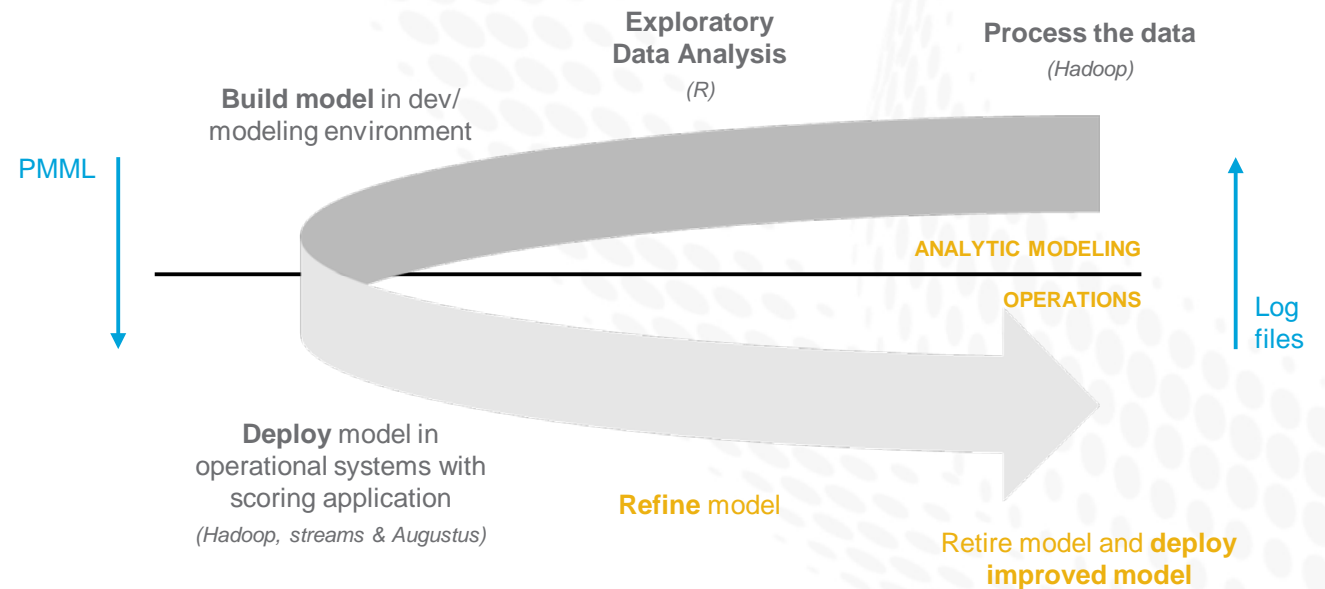 Exploratory
Data Analysis
(R)
Process the data
(Hadoop)
Build model in dev/
modeling environment
PMML
ANALYTIC MODELING
OPERATIONS
Log
files
Deploy model in
operational systems with
scoring application
(Hadoop, streams & Augustus)
Refine model
Retire model and deploy
improved model